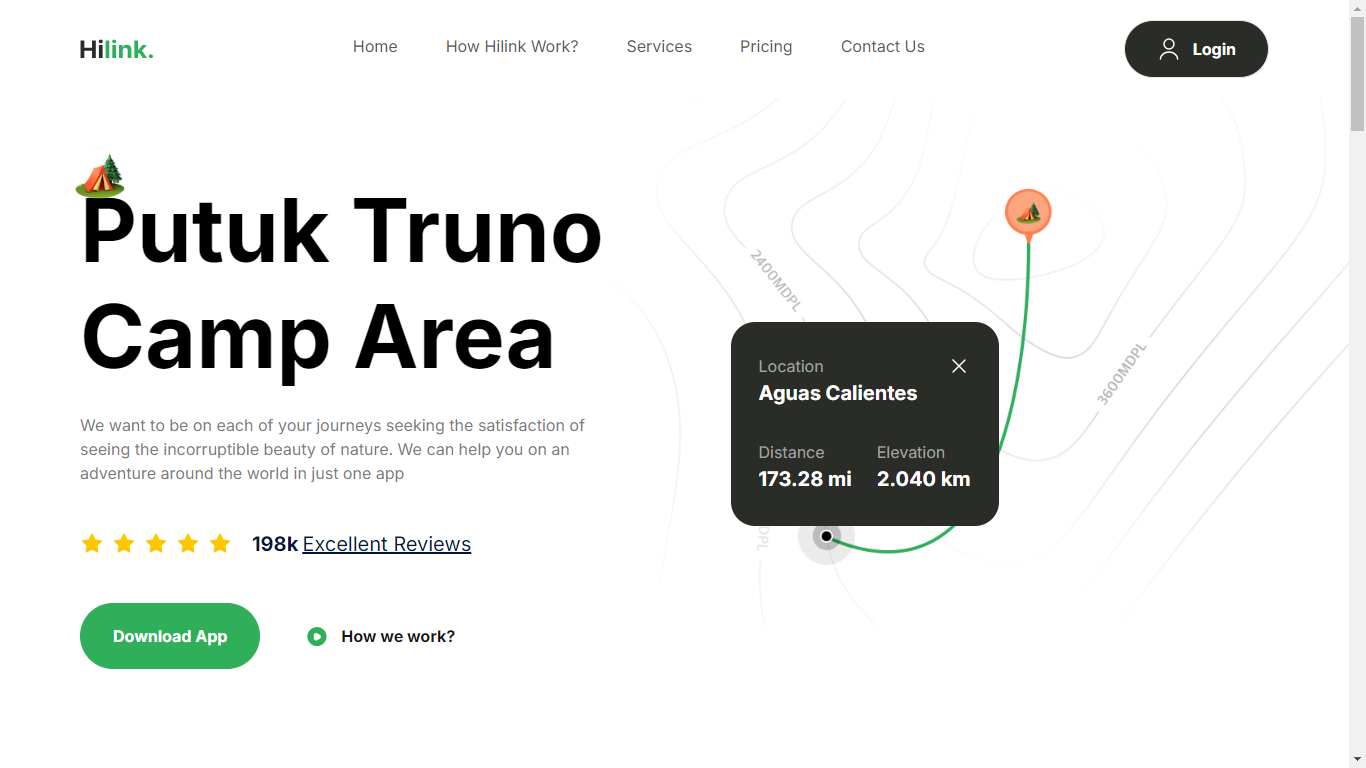 Hilink.
Home
How Hilink Work?
Services
Pricing
Contact Us
Login
Putuk Truno
Camp Area
We want to be on each of your journeys seeking the satisfaction of
seeing the incorruptible beauty of nature. We can help you on an
adventure around the world in just one app
198k Excellent Reviews
Download App
How we work?
2400MDPL
3600MDPL
Location
Aguas Calientes
Distance
173.28 mi
Elevation
2.040 km